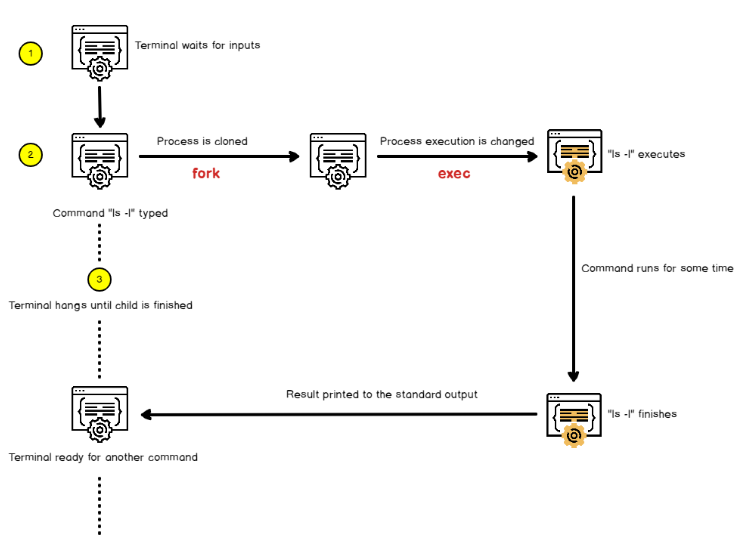 1
Terminal waits for inputs
2
Process is cloned
fork
Process execution is changed
exec
"ls -l" executes
Command "ls -l" typed
Command runs for some time
3
Terminal hangs until child is finished
Result printed to the standard output
"ls -l" finishes
Terminal ready for another command